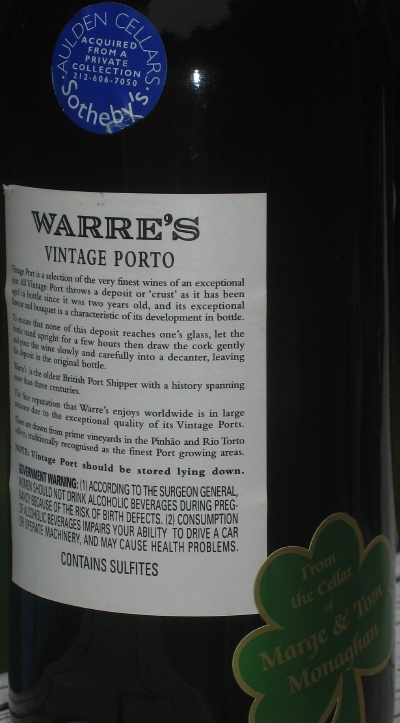 AULDEN CELLARS
ACQUIRED
FROM A
PRIVATE
COLLECTION
212-606-7050
Sotheby's
WARRE'S
VINTAGE PORTO
Vintage Port is a selection of the very finest wines of an exceptional
year. All Vintage Port throws a deposit or 'crust' as it has been
aged in bottle since it was two years old, and its exceptional
flavour and bouquet is a characteristic of its development in bottle.
To ensure that none of this deposit reaches one's glass, let the
bottle stand upright for a few hours then draw the cork gently
and pour the wine slowly and carefully into a decanter, leaving
the deposit in the original bottle.
Warre's is the oldest British Port Shipper with a history spanning
more than three centuries.
The fine reputation that Warre's enjoys worldwide is in large
measure due to the exceptional quality of its Vintage Ports.
These are drawn from prime vineyards in the Pinhão and Rio Torto
valleys, traditionally recognised as the finest Port growing areas.
NOTE: Vintage Port should be stored lying down.
GOVERNMENT WARNING: (1) ACCORDING TO THE SURGEON GENERAL,
WOMEN SHOULD NOT DRINK ALCOHOLIC BEVERAGES DURING PREG-
NANCY BECAUSE OF THE RISK OF BIRTH DEFECTS. (2) CONSUMPTION
OF ALCOHOLIC BEVERAGES IMPAIRS YOUR ABILITY TO DRIVE A CAR
OR OPERATE MACHINERY, AND MAY CAUSE HEALTH PROBLEMS.
CONTAINS SULFITES
From
the Cellar
of
Marge & Tom
Monaghan